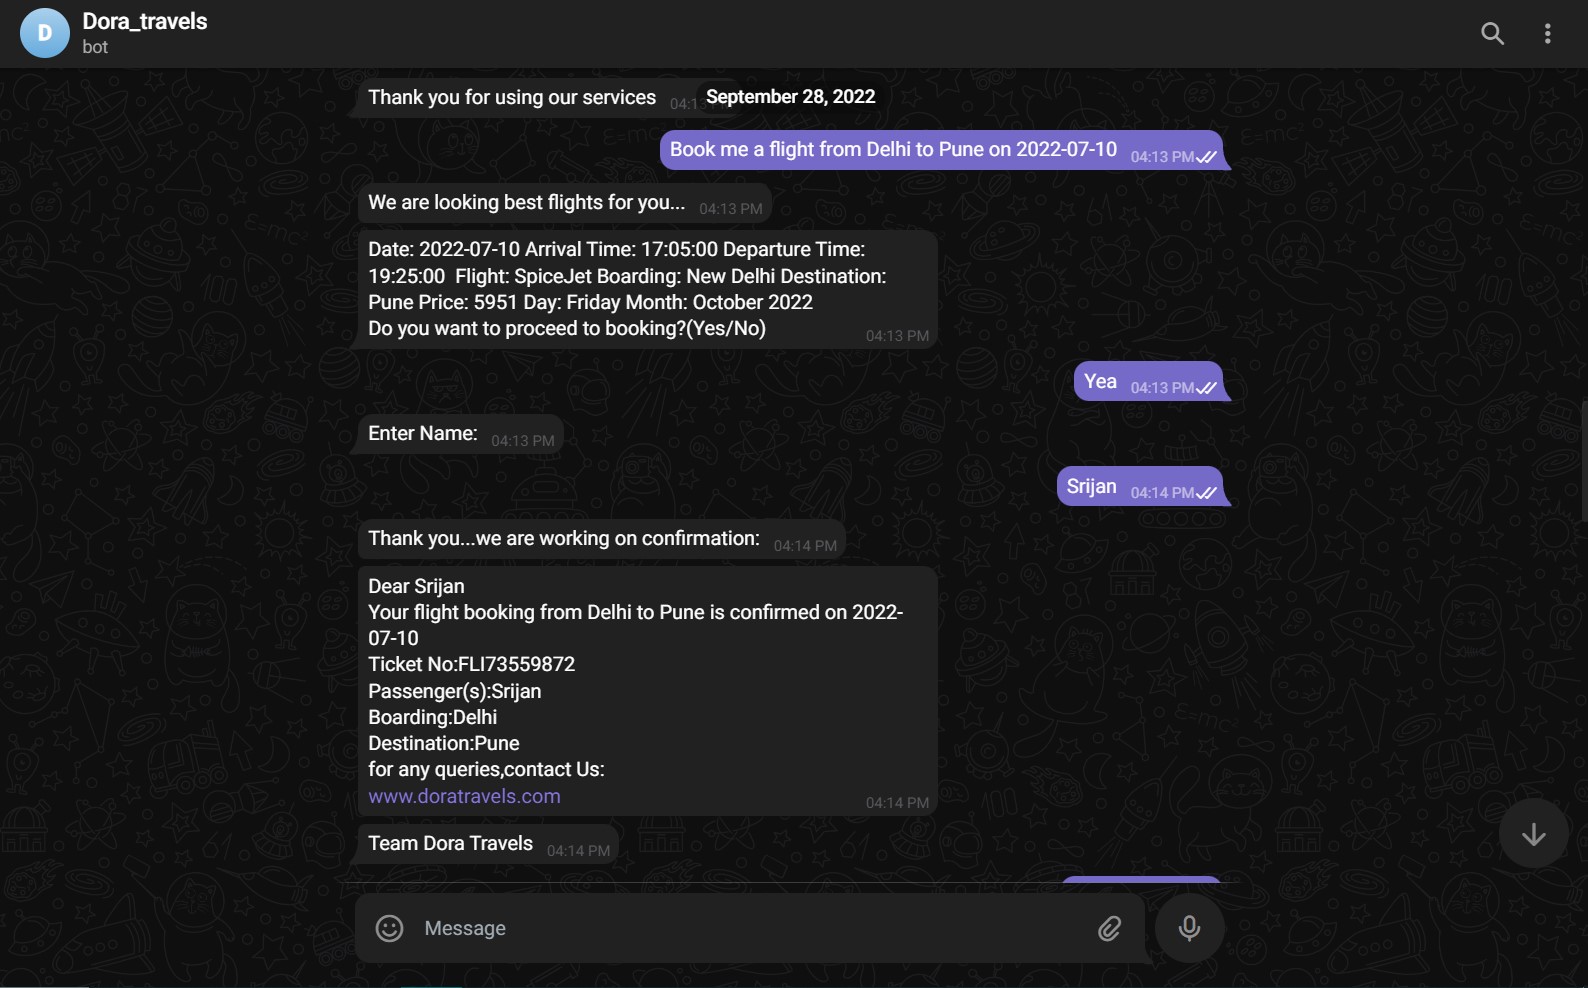 D
Dora_travels
bot
Thank you for using our services
September 28, 2022
Book me a flight from Delhi to Pune on 2022-07-10 04:13 PM
We are looking best flights for you... 04:13 PM
Date: 2022-07-10 Arrival Time: 17:05:00 Departure Time:
19:25:00 Flight: SpiceJet Boarding: New Delhi Destination:
Pune Price: 5951 Day: Friday Month: October 2022
Do you want to proceed to booking?(Yes/No) 04:13 PM
Yea 04:13 PM
Enter Name: 04:13 PM
Srijan 04:14 PM
Thank you...we are working on confirmation: 04:14 PM
Dear Srijan
Your flight booking from Delhi to Pune is confirmed on 2022-
07-10
Ticket No:FLI73559872
Passenger(s):Srijan
Boarding:Delhi
Destination:Pune
for any queries,contact Us:
www.doratravels.com 04:14 PM
Team Dora Travels 04:14 PM
Message